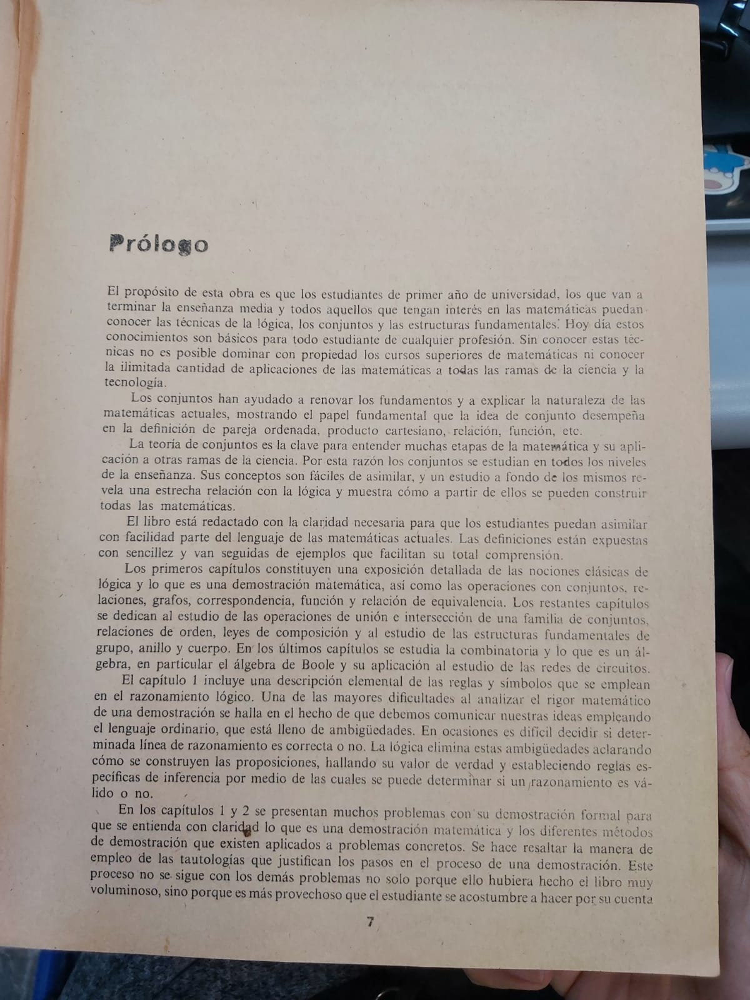 Prólogo
El propósito de esta obra es que los estudiantes de primer año de universidad, los que van a
terminar la enseñanza media y todos aquellos que tengan interés en las matemáticas puedan
conocer las técnicas de la lógica, los conjuntos y las estructuras fundamentales. Hoy día estos
conocimientos son básicos para todo estudiante de cualquier profesión. Sin conocer estas téc-
nicas no es posible dominar con propiedad los cursos superiores de matemáticas ni conocer
la ilimitada cantidad de aplicaciones de las matemáticas a todas las ramas de la ciencia y la
tecnología.
Los conjuntos han ayudado a renovar los fundamentos y a explicar la naturaleza de las
matemáticas actuales, mostrando el papel fundamental que la idea de conjunto desempeña
en la definición de pareja ordenada, producto cartesiano, relación, función, etc.
La teoría de conjuntos es la clave para entender muchas etapas de la matemática y su apli-
cación a otras ramas de la ciencia. Por esta razón los conjuntos se estudian en todos los niveles
de la enseñanza. Sus conceptos son fáciles de asimilar, y un estudio a fondo de los mismos re-
vela una estrecha relación con la lógica y muestra cómo a partir de ellos se pueden construir
todas las matemáticas.
El libro está redactado con la claridad necesaria para que los estudiantes puedan asimilar
con facilidad parte del lenguaje de las matemáticas actuales. Las definiciones están expuestas
con sencillez y van seguidas de ejemplos que facilitan su total comprensión.
Los primeros capítulos constituyen una exposición detallada de las nociones clásicas de
lógica y lo que es una demostración matemática, así como las operaciones con conjuntos, re-
laciones, grafos, correspondencia, función y relación de equivalencia. Los restantes capítulos
se dedican al estudio de las operaciones de unión e intersección de una familia de conjuntos,
relaciones de orden, leyes de composición y al estudio de las estructuras fundamentales de
grupo, anillo y cuerpo. En los últimos capítulos se estudia la combinatoria y lo que es un ál-
gebra, en particular el álgebra de Boole y su aplicación al estudio de las redes de circuitos.
El capítulo 1 incluye una descripción elemental de las reglas y símbolos que se emplean
en el razonamiento lógico. Una de las mayores dificultades al analizar el rigor matemático
de una demostración se halla en el hecho de que debemos comunicar nuestras ideas empleando
el lenguaje ordinario, que está lleno de ambigüedades. En ocasiones es difícil decidir si deter-
minada línea de razonamiento es correcta o no. La lógica elimina estas ambigüedades aclarando
cómo se construyen las proposiciones, hallando su valor de verdad y estableciendo reglas es-
pecíficas de inferencia por medio de las cuales se puede determinar si un razonamiento es vá-
lido o no.
En los capítulos 1 y 2 se presentan muchos problemas con su demostración formal para
que se entienda con claridad lo que es una demostración matemática y los diferentes métodos
de demostración que existen aplicados a problemas concretos. Se hace resaltar la manera de
empleo de las tautologías que justifican los pasos en el proceso de una demostración. Este
proceso no se sigue con los demás problemas no solo porque ello hubiera hecho el libro muy
voluminoso, sino porque es más provechoso que el estudiante se acostumbre a hacer por su cuenta
7